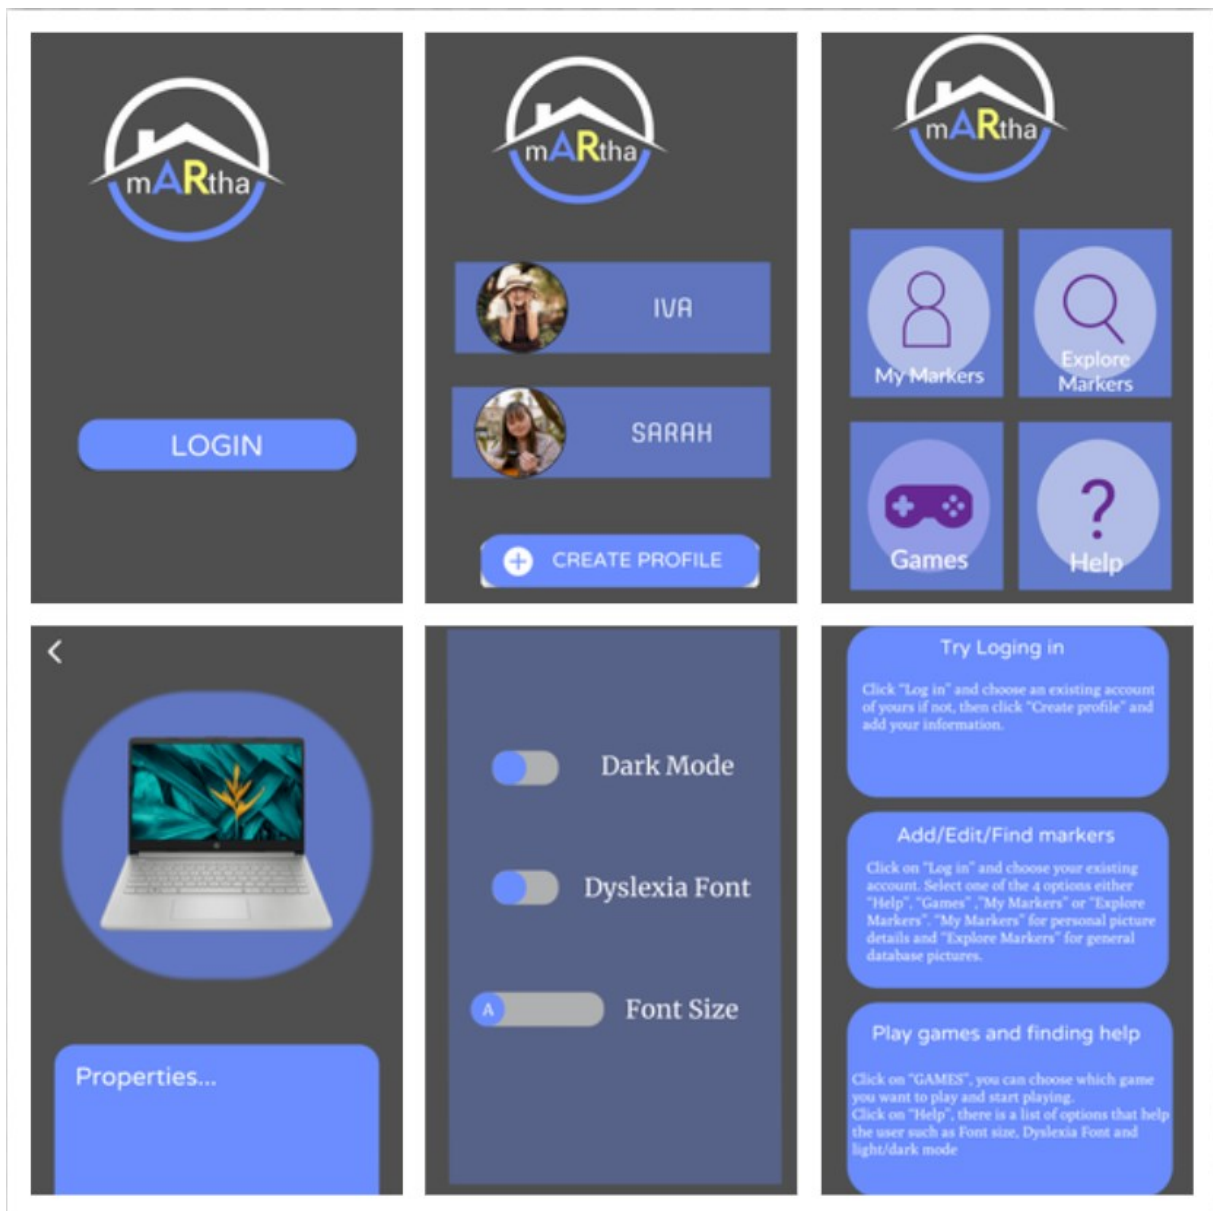 mARtha
LOGIN
mARtha
IVA
SARAH
CREATE PROFILE
mARtha
My Markers
Explore
Markers
Games
Help
Properties...
Dark Mode
Dyslexia Font
A
Font Size
Try Loging in
Click "Log in" and choose an existing account
of yours if not, then click "Create profile" and
add your information.
Add/Edit/Find markers
Click on "Log in" and choose your existing
account. Select one of the 4 options either
"Help", "Games" ,"My Markers" or "Explore
Markers". "My Markers" for personal picture
details and "Explore Markers" for general
database pictures.
Play games and finding help
Click on "GAMES", you can choose which game
you want to play and start playing.
Click on "Help", there is a list of options that help
the user such as Font size, Dyslexia Font and
light/dark mode